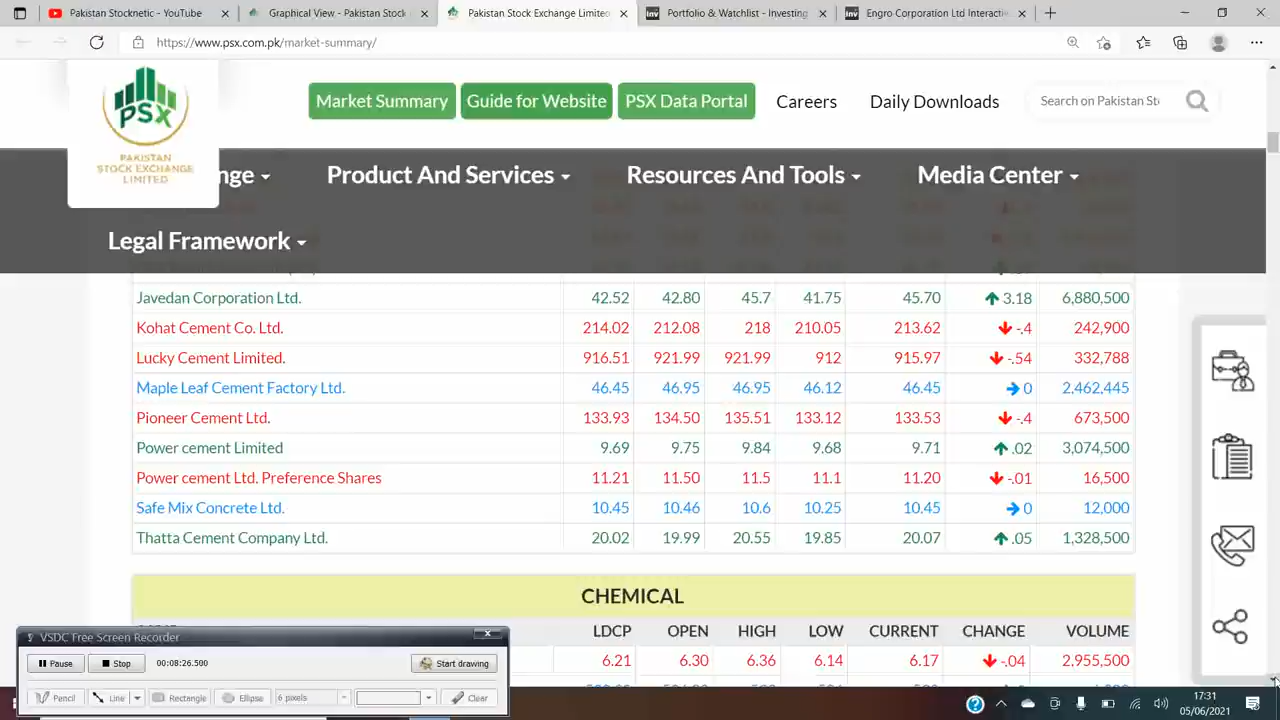 Pakistan Stocknetic - YouTube
Graphical View - Pakistan Stock
Pakistan Stock Exchange Limite
Portfolio & Watchlist - Investing
Engro Corporation Ltd Interacti
https://www.psx.com.pk/market-summary/
PSX
PAKISTAN
STOCK EXCHANGE
LIMITED
Market Summary
Guide for Website
PSX Data Portal
Careers
Daily Downloads
Search on Pakistan Sto
nge
Product And Services
Resources And Tools
Media Center
Legal Framework
Javedan Corporation Ltd. 42.52 42.80 45.7 41.75 45.70 3.18 6,880,500
Kohat Cement Co. Ltd. 214.02 212.08 218 210.05 213.62 -.4 242,900
Lucky Cement Limited. 916.51 921.99 921.99 912 915.97 -.54 332,788
Maple Leaf Cement Factory Ltd. 46.45 46.95 46.95 46.12 46.45 0 2,462,445
Pioneer Cement Ltd. 133.93 134.50 135.51 133.12 133.53 -.4 673,500
Power cement Limited 9.69 9.75 9.84 9.68 9.71 .02 3,074,500
Power cement Ltd. Preference Shares 11.21 11.50 11.5 11.1 11.20 -.01 16,500
Safe Mix Concrete Ltd. 10.45 10.46 10.6 10.25 10.45 0 12,000
Thatta Cement Company Ltd. 20.02 19.99 20.55 19.85 20.07 .05 1,328,500
CHEMICAL
LDCP OPEN HIGH LOW CURRENT CHANGE VOLUME
6.21 6.30 6.36 6.14 6.17 -.04 2,955,500
VSDC Free Screen Recorder
Pause Stop 00:08:26.500 Start drawing
Pencil Line Rectangle Ellipse 6 pixels Clear
17:31
05/06/2021